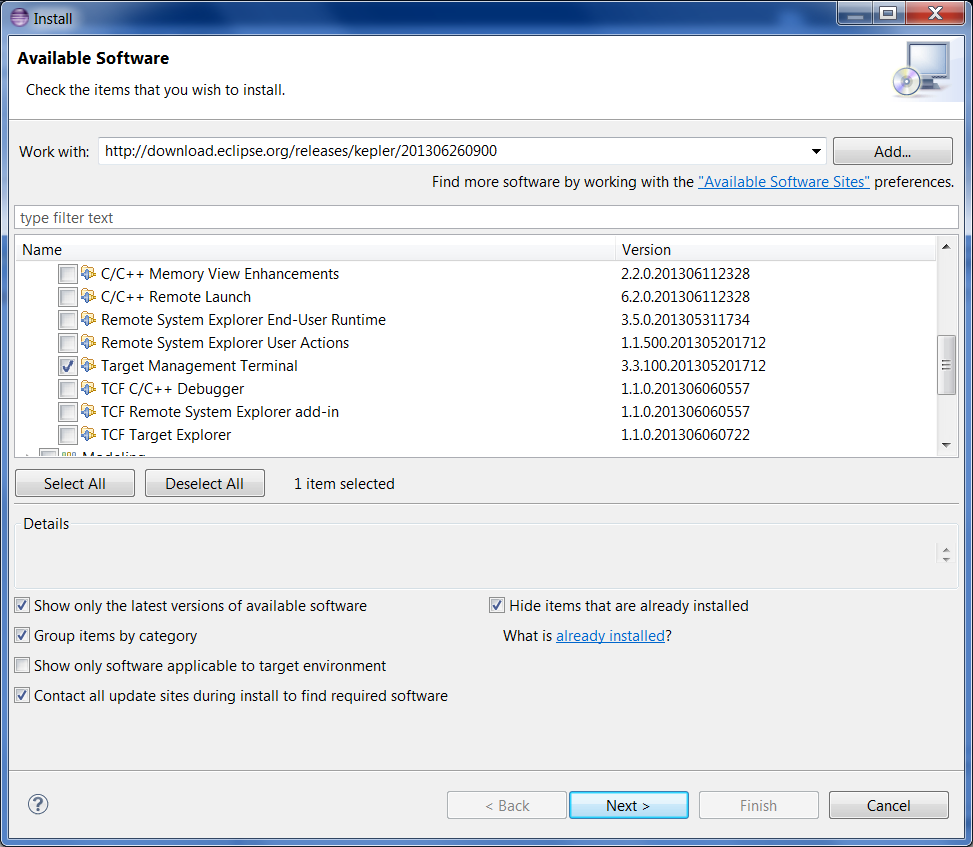 Install
Available Software
Check the items that you wish to install.
Work with: http://download.eclipse.org/releases/kepler/201306260900 Add...
Find more software by working with the "Available Software Sites" preferences.
type filter text
Name Version
C/C++ Memory View Enhancements 2.2.0.201306112328
C/C++ Remote Launch 6.2.0.201306112328
Remote System Explorer End-User Runtime 3.5.0.201305311734
Remote System Explorer User Actions 1.1.500.201305201712
Target Management Terminal 3.3.100.201305201712
TCF C/C++ Debugger 1.1.0.201306060557
TCF Remote System Explorer add-in 1.1.0.201306060557
TCF Target Explorer 1.1.0.201306060722
Modeling
Select All Deselect All 1 item selected
Details
Show only the latest versions of available software Hide items that are already installed
Group items by category What is already installed?
Show only software applicable to target environment
Contact all update sites during install to find required software
? < Back Next > Finish Cancel